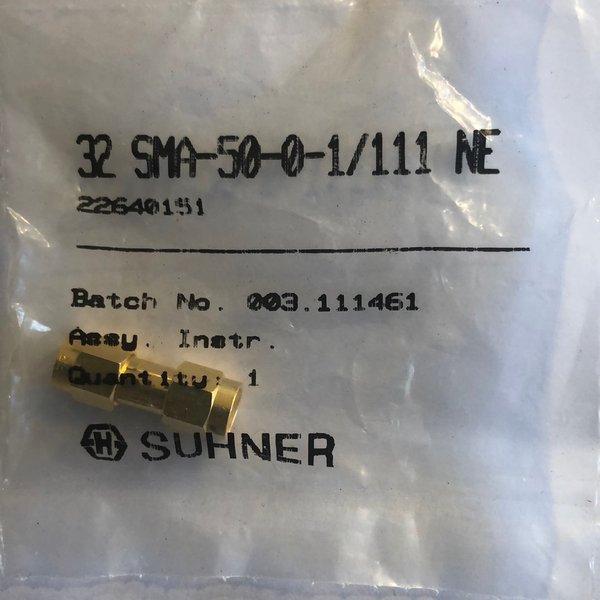 32 SMA-50-0-1/111 NE
22640151
Batch No. 003.111461
Assy. Instr.
Quantity: 1
H SUHNER